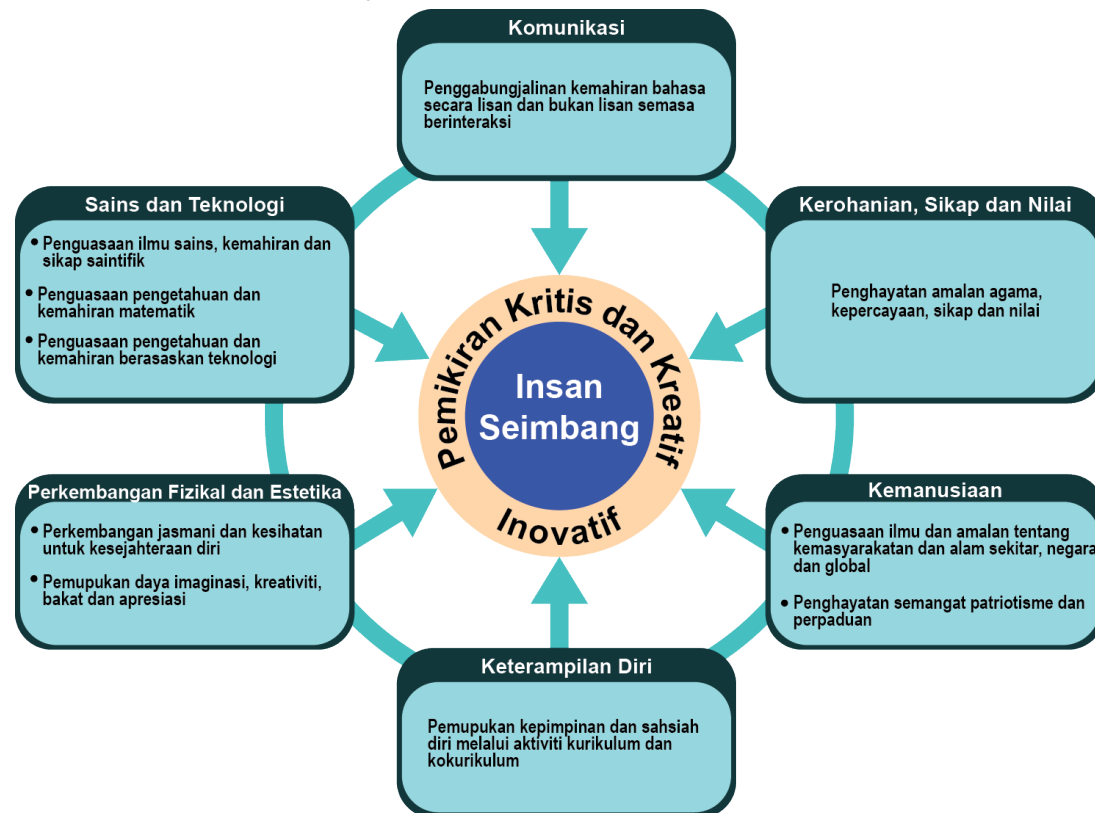 Komunikasi
Penggabungjalinan kemahiran bahasa
secara lisan dan bukan lisan semasa
berinteraksi
Sains dan Teknologi
• Penguasaan ilmu sains, kemahiran dan
sikap saintifik
• Penguasaan pengetahuan dan
kemahiran matematik
• Penguasaan pengetahuan dan
kemahiran berasaskan teknologi
Kerohanian, Sikap dan Nilai
Penghayatan amalan agama,
kepercayaan, sikap dan nilai
Pemikiran Kritis dan Kreatif
Insan
Seimbang
Inovatif
Perkembangan Fizikal dan Estetika
• Perkembangan jasmani dan kesihatan
untuk kesejahteraan diri
• Pemupukan daya imaginasi, kreativiti,
bakat dan apresiasi
Kemanusiaan
• Penguasaan ilmu dan amalan tentang
kemasyarakatan dan alam sekitar, negara
dan global
• Penghayatan semangat patriotisme dan
perpaduan
Keterampilan Diri
Pemupukan kepimpinan dan sahsiah
diri melalui aktiviti kurikulum dan
kokurikulum